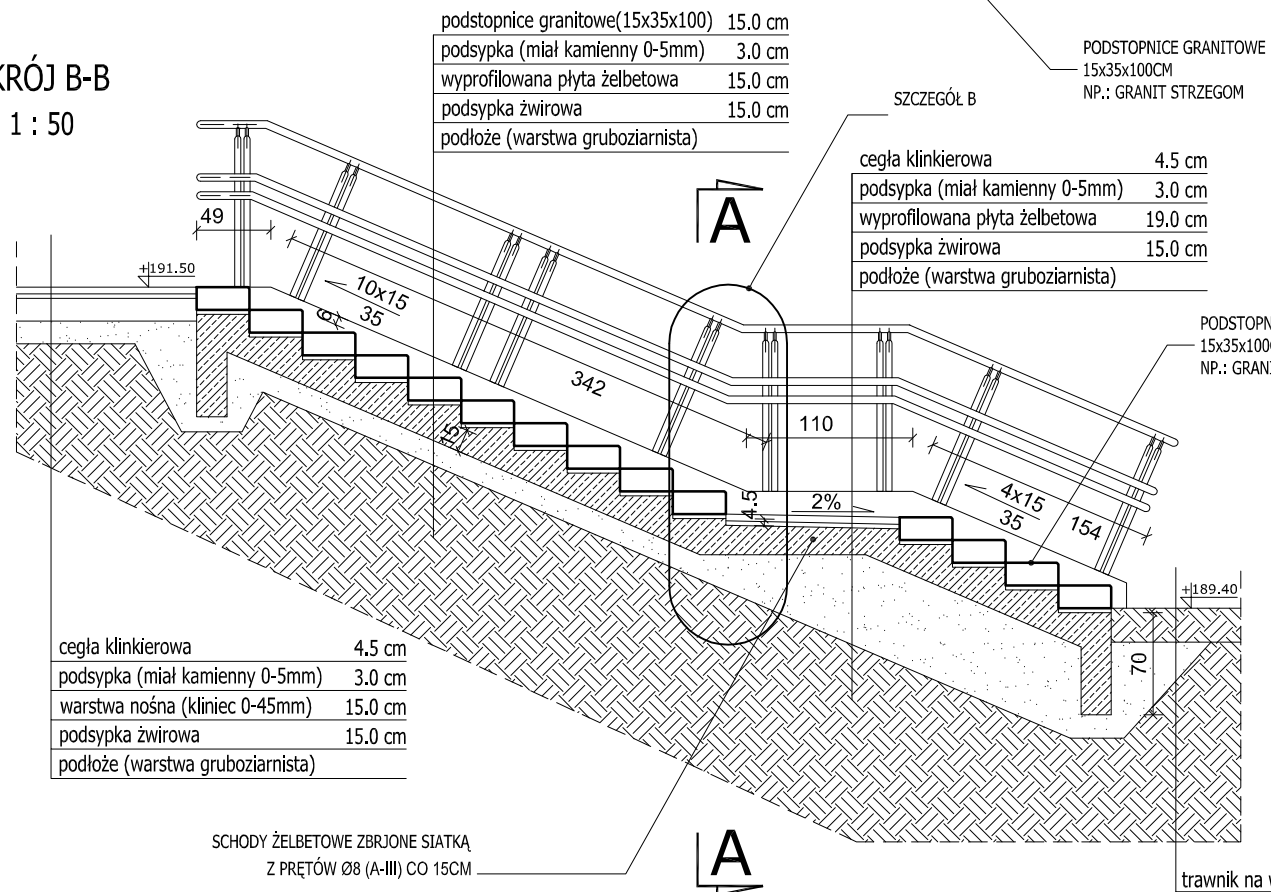 KRÓJ B-B
1 : 50
podstopnice granitowe(15x35x100) 15.0 cm
podsypka (miał kamienny 0-5mm) 3.0 cm
wyprofilowana płyta żelbetowa 15.0 cm
podsypka żwirowa 15.0 cm
podłoże (warstwa gruboziarnista)
PODSTOPNICE GRANITOWE
15x35x100CM
NP.: GRANIT STRZEGOM
SZCZEGÓŁ B
cegła klinkierowa 4.5 cm
podsypka (miał kamienny 0-5mm) 3.0 cm
wyprofilowana płyta żelbetowa 19.0 cm
podsypka żwirowa 15.0 cm
podłoże (warstwa gruboziarnista)
A
49
+191.50
10x15
35
6
342
15
110
4.5
2%
4x15
35
154
PODSTOPN
15x35x100
NP.: GRANI
+189.40
70
cegła klinkierowa 4.5 cm
podsypka (miał kamienny 0-5mm) 3.0 cm
warstwa nośna (kliniec 0-45mm) 15.0 cm
podsypka żwirowa 15.0 cm
podłoże (warstwa gruboziarnista)
SCHODY ŻELBETOWE ZBRJONE SIATKĄ
Z PRĘTÓW Ø8 (A-III) CO 15CM
A
trawnik na